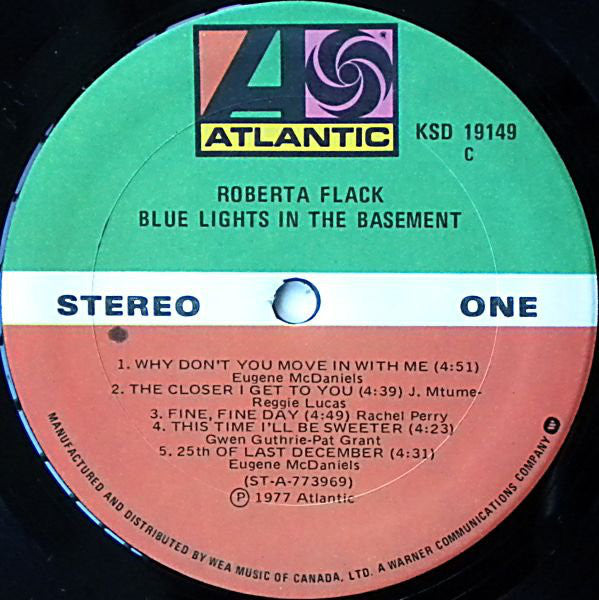 ATLANTIC
KSD 19149
C
ROBERTA FLACK
BLUE LIGHTS IN THE BASEMENT
STEREO
ONE
1. WHY DON'T YOU MOVE IN WITH ME (4:51)
Eugene McDaniels
2. THE CLOSER I GET TO YOU (4:39) J. Mtume-
Reggie Lucas
3. FINE, FINE DAY (4:49) Rachel Perry
4. THIS TIME I'LL BE SWEETER (4:23)
Gwen Guthrie-Pat Grant
5. 25th OF LAST DECEMBER (4:31)
Eugene McDaniels
(ST-A-773969)
Ⓟ 1977 Atlantic
MANUFACTURED AND DISTRIBUTED BY WEA MUSIC OF CANADA, LTD. A WARNER COMMUNICATIONS COMPANY